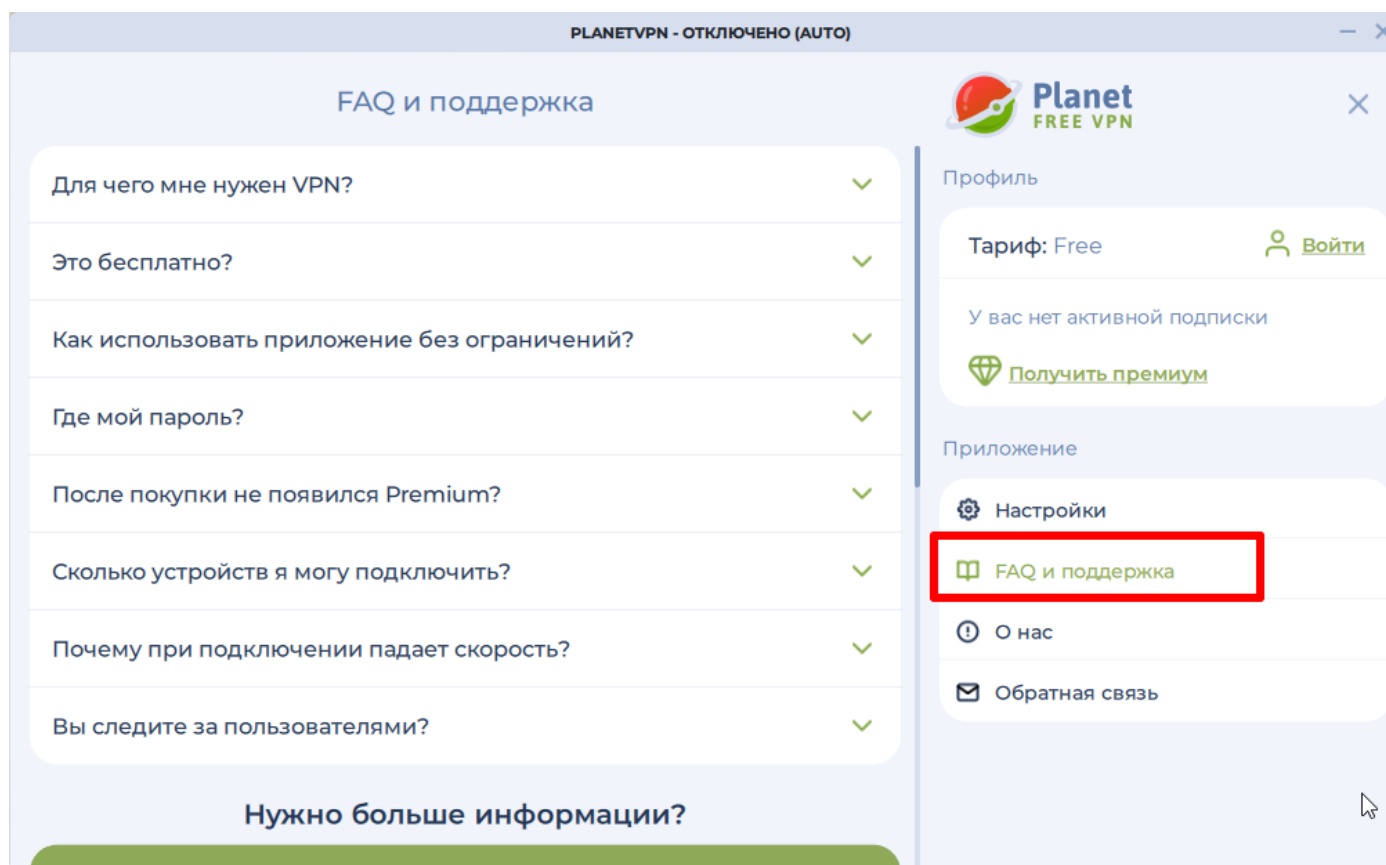 PLANETVPN - ОТКЛЮЧЕНО (AUTO)
FAQ и поддержка
Для чего мне нужен VPN?
Это бесплатно?
Как использовать приложение без ограничений?
Где мой пароль?
После покупки не появился Premium?
Сколько устройств я могу подключить?
Почему при подключении падает скорость?
Вы следите за пользователями?
Нужно больше информации?
Planet
FREE VPN
Профиль
Тариф: Free
Войти
У вас нет активной подписки
Получить премиум
Приложение
Настройки
FAQ и поддержка
О нас
Обратная связь